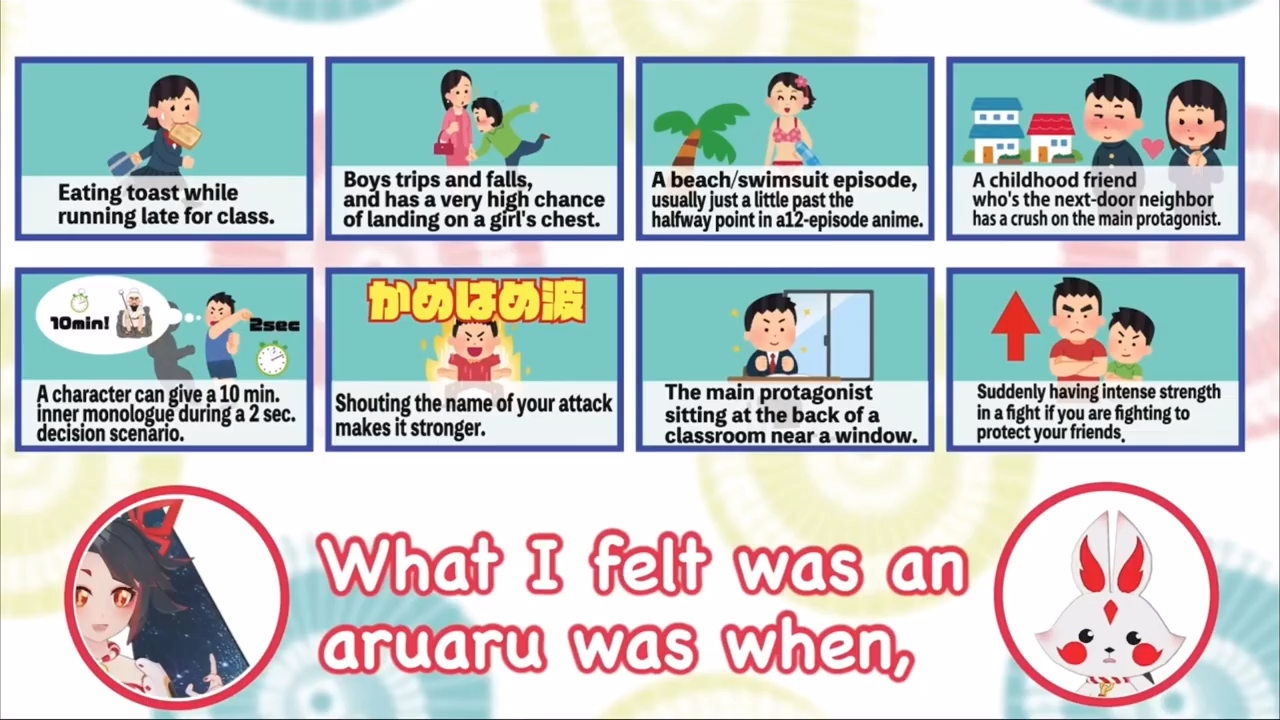 Eating toast while
running late for class.
Boys trips and falls,
and has a very high chance
of landing on a girl's chest.
A beach/swimsuit episode,
usually just a little past the
halfway point in a12-episode anime.
A childhood friend
who's the next-door neighbor
has a crush on the main protagonist.
10min!
2sec
A character can give a 10 min.
inner monologue during a 2 sec.
decision scenario.
かめはめ波
Shouting the name of your attack
makes it stronger.
The main protagonist
sitting at the back of a
classroom near a window.
Suddenly having intense strength
in a fight if you are fighting to
protect your friends.
What I felt was an
aruaru was when,